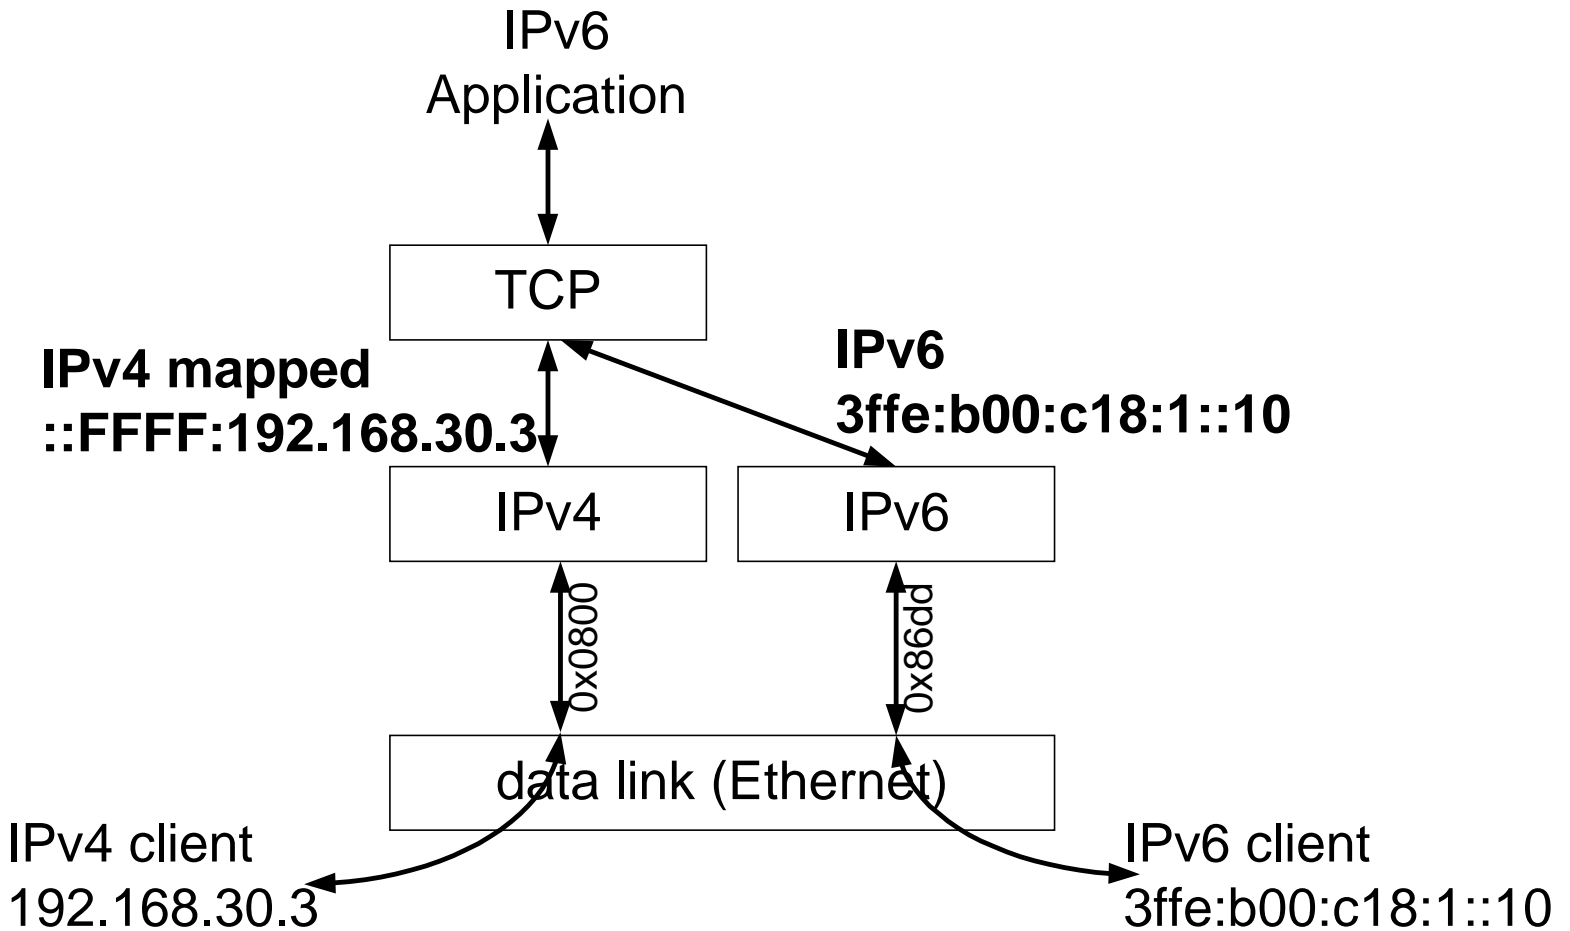 IPv6
Application
TCP
IPv4 mapped
::FFFF:192.168.30.3
IPv6
3ffe:b00:c18:1::10
IPv4
IPv6
0x0800
0x86dd
data link (Ethernet)
IPv4 client
192.168.30.3
IPv6 client
3ffe:b00:c18:1::10